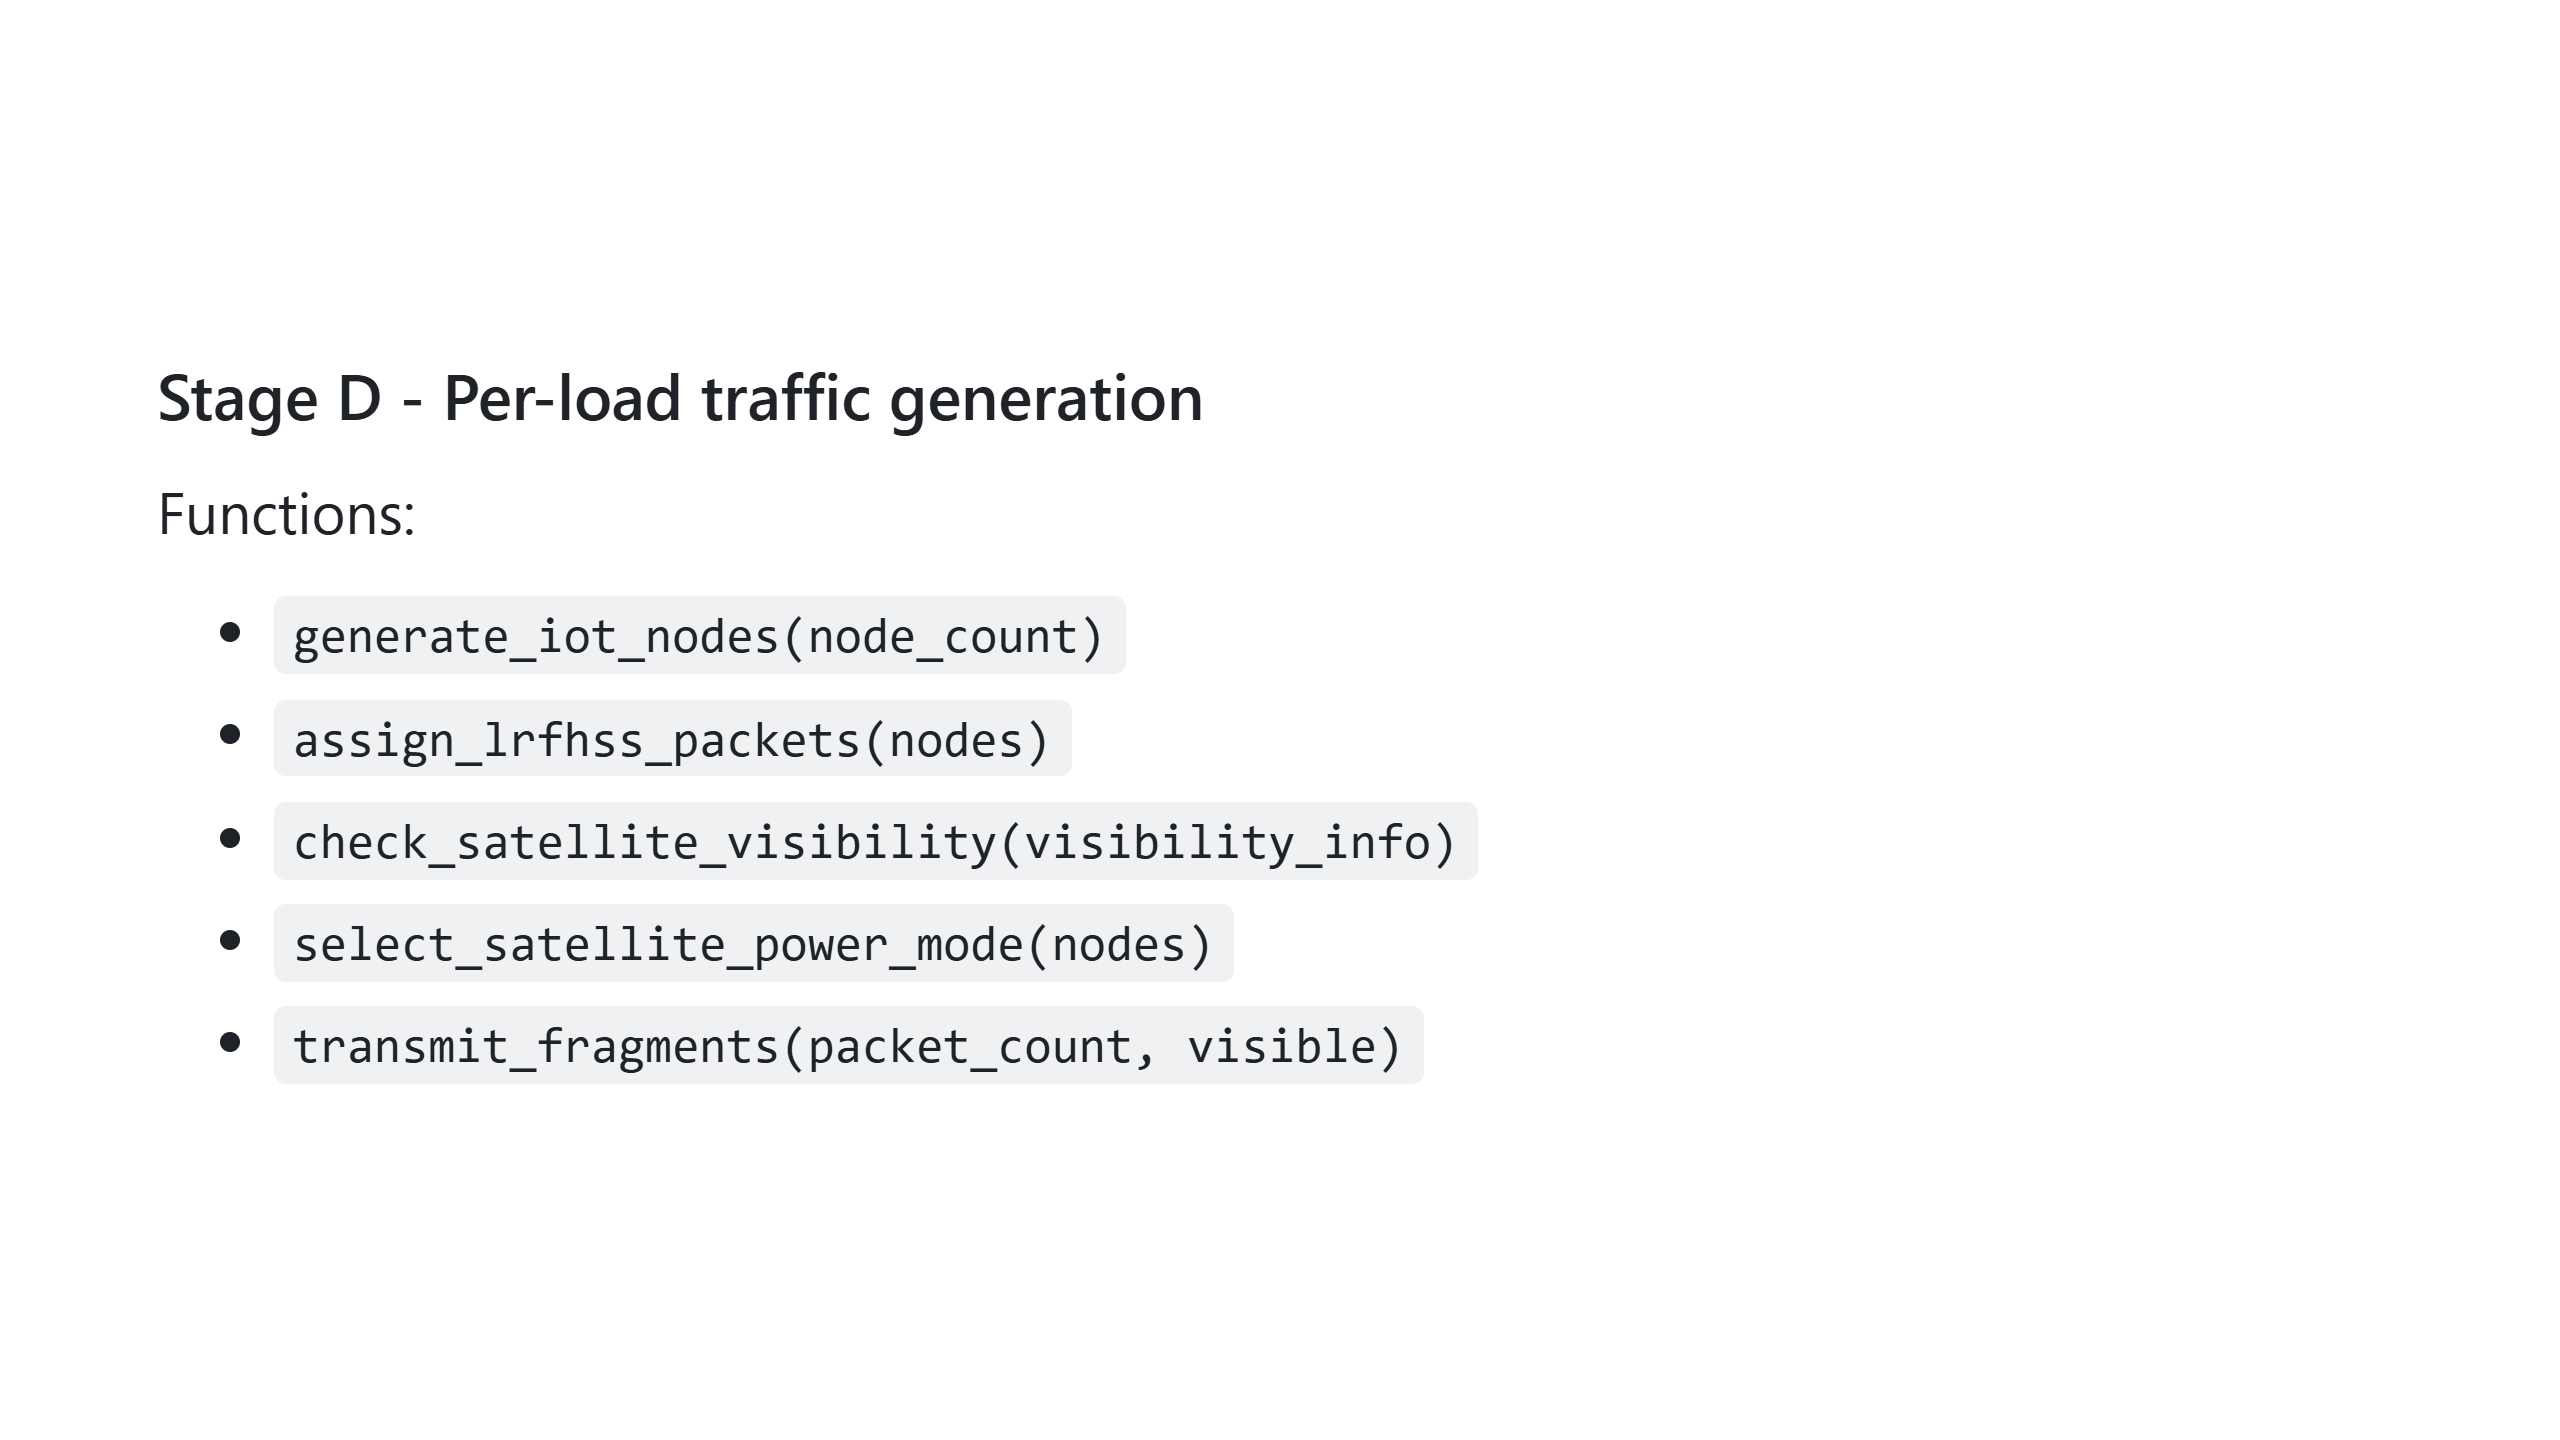 Stage D - Per-load traffic generation
Functions:
generate_iot_nodes(node_count)
assign_lrfhss_packets(nodes)
check_satellite_visibility(visibility_info)
select_satellite_power_mode(nodes)
transmit_fragments(packet_count, visible)